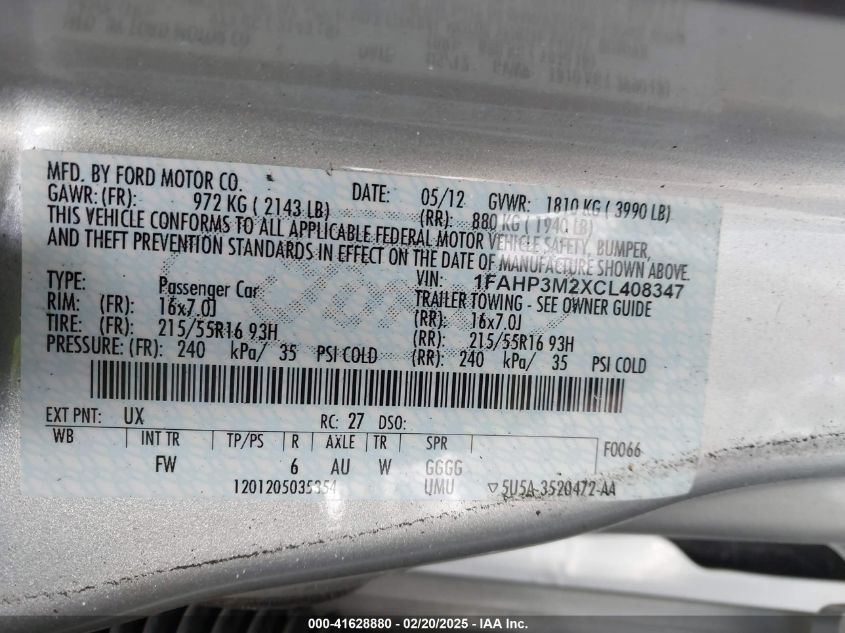 MFD. BY FORD MOTOR CO.
DATE: 05/12 GVWR: 1810 KG ( 3990 LB)
GAWR: (FR): 972 KG ( 2143 LB) (RR): 880 KG ( 1940 LB)
THIS VEHICLE CONFORMS TO ALL APPLICABLE FEDERAL MOTOR VEHICLE SAFETY, BUMPER,
AND THEFT PREVENTION STANDARDS IN EFFECT ON THE DATE OF MANUFACTURE SHOWN ABOVE.
VIN: 1FAHP3M2XCL408347
TYPE: Passenger Car TRAILER TOWING - SEE OWNER GUIDE
RIM: (FR): 16x7.0J (RR): 16x7.0J
TIRE: (FR): 215/55R16 93H (RR): 215/55R16 93H
PRESSURE: (FR): 240 kPa/ 35 PSI COLD (RR): 240 kPa/ 35 PSI COLD
EXT PNT: UX RC: 27 DSO:
WB INT TR TP/PS R AXLE TR SPR F0066
FW 6 AU W GGGG
1201205035354 UMU ▽5U5A-3520472-AA
000-41628880 - 02/20/2025 - IAA Inc.